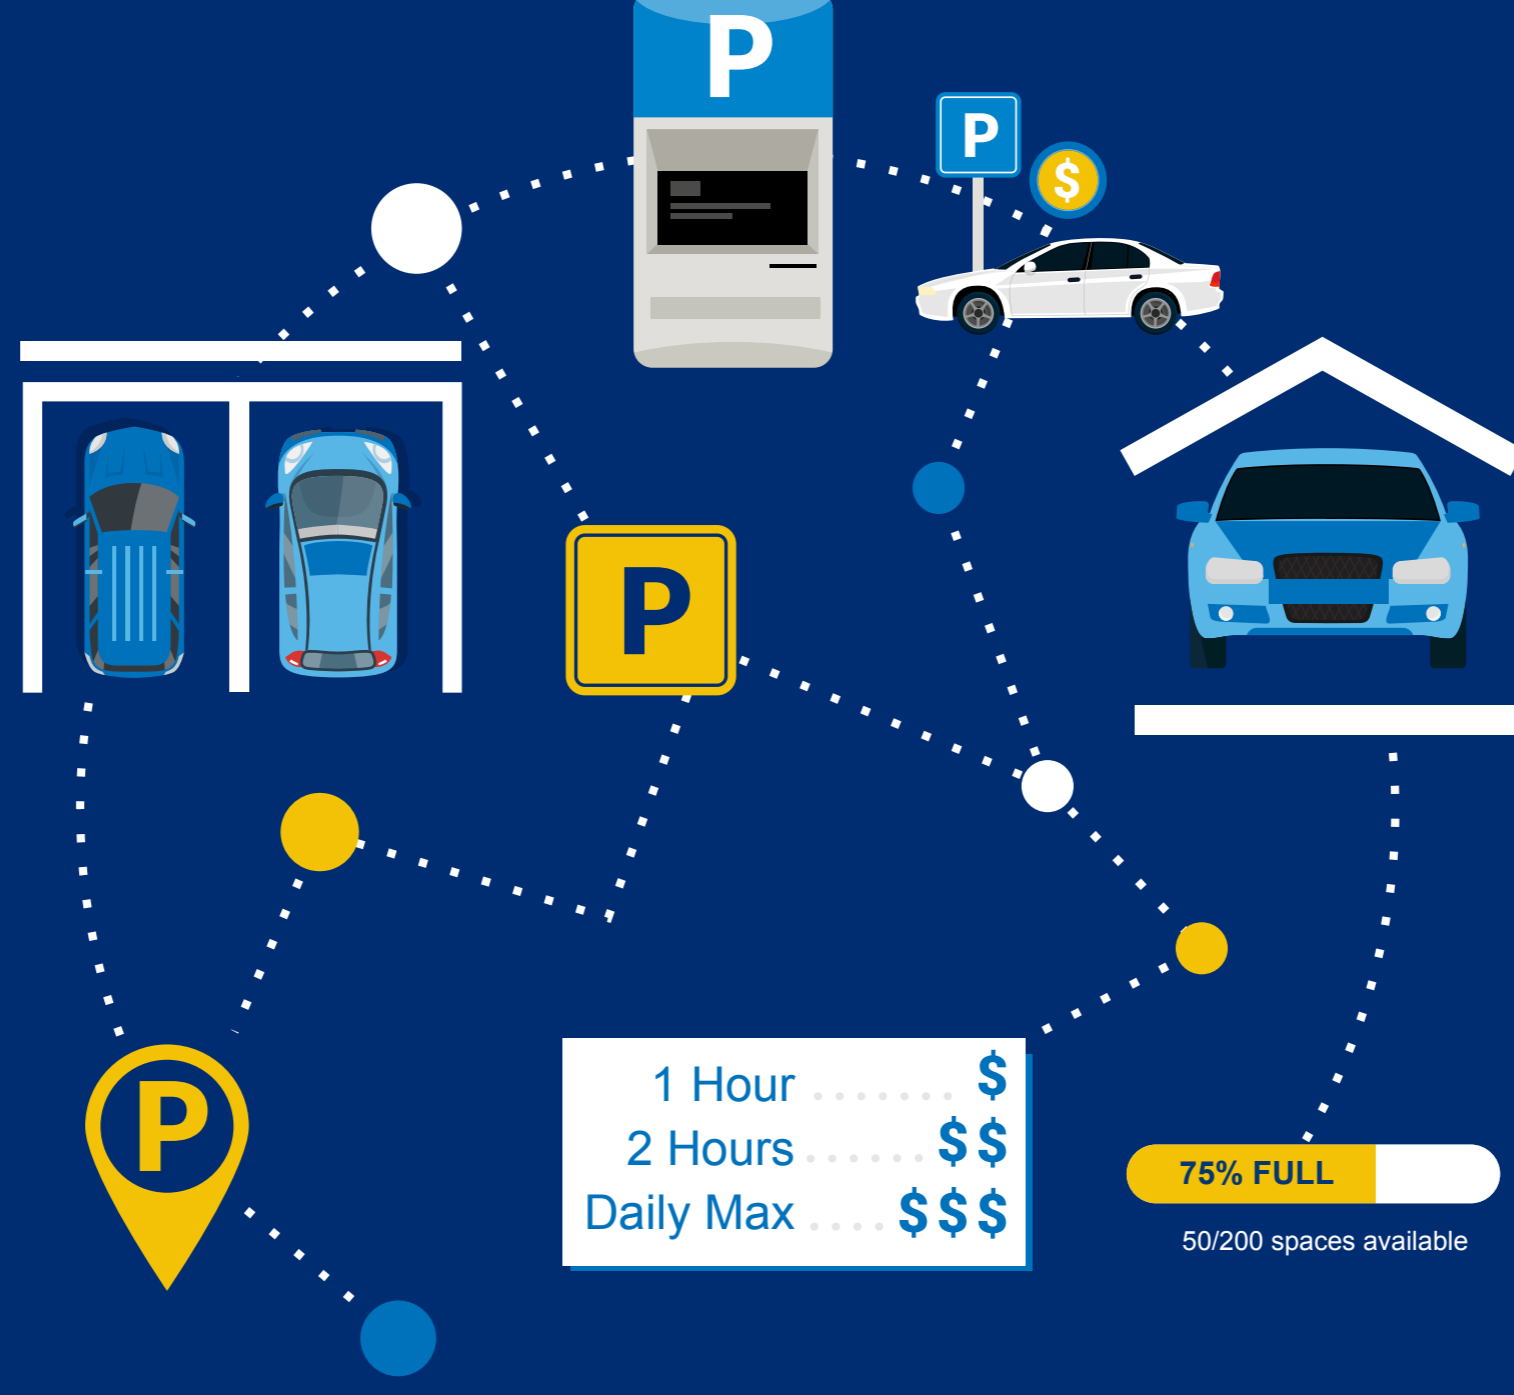 P
P
$
P
1 Hour ....... $
2 Hours ...... $$
Daily Max .... $$$
P
75% FULL
50/200 spaces available